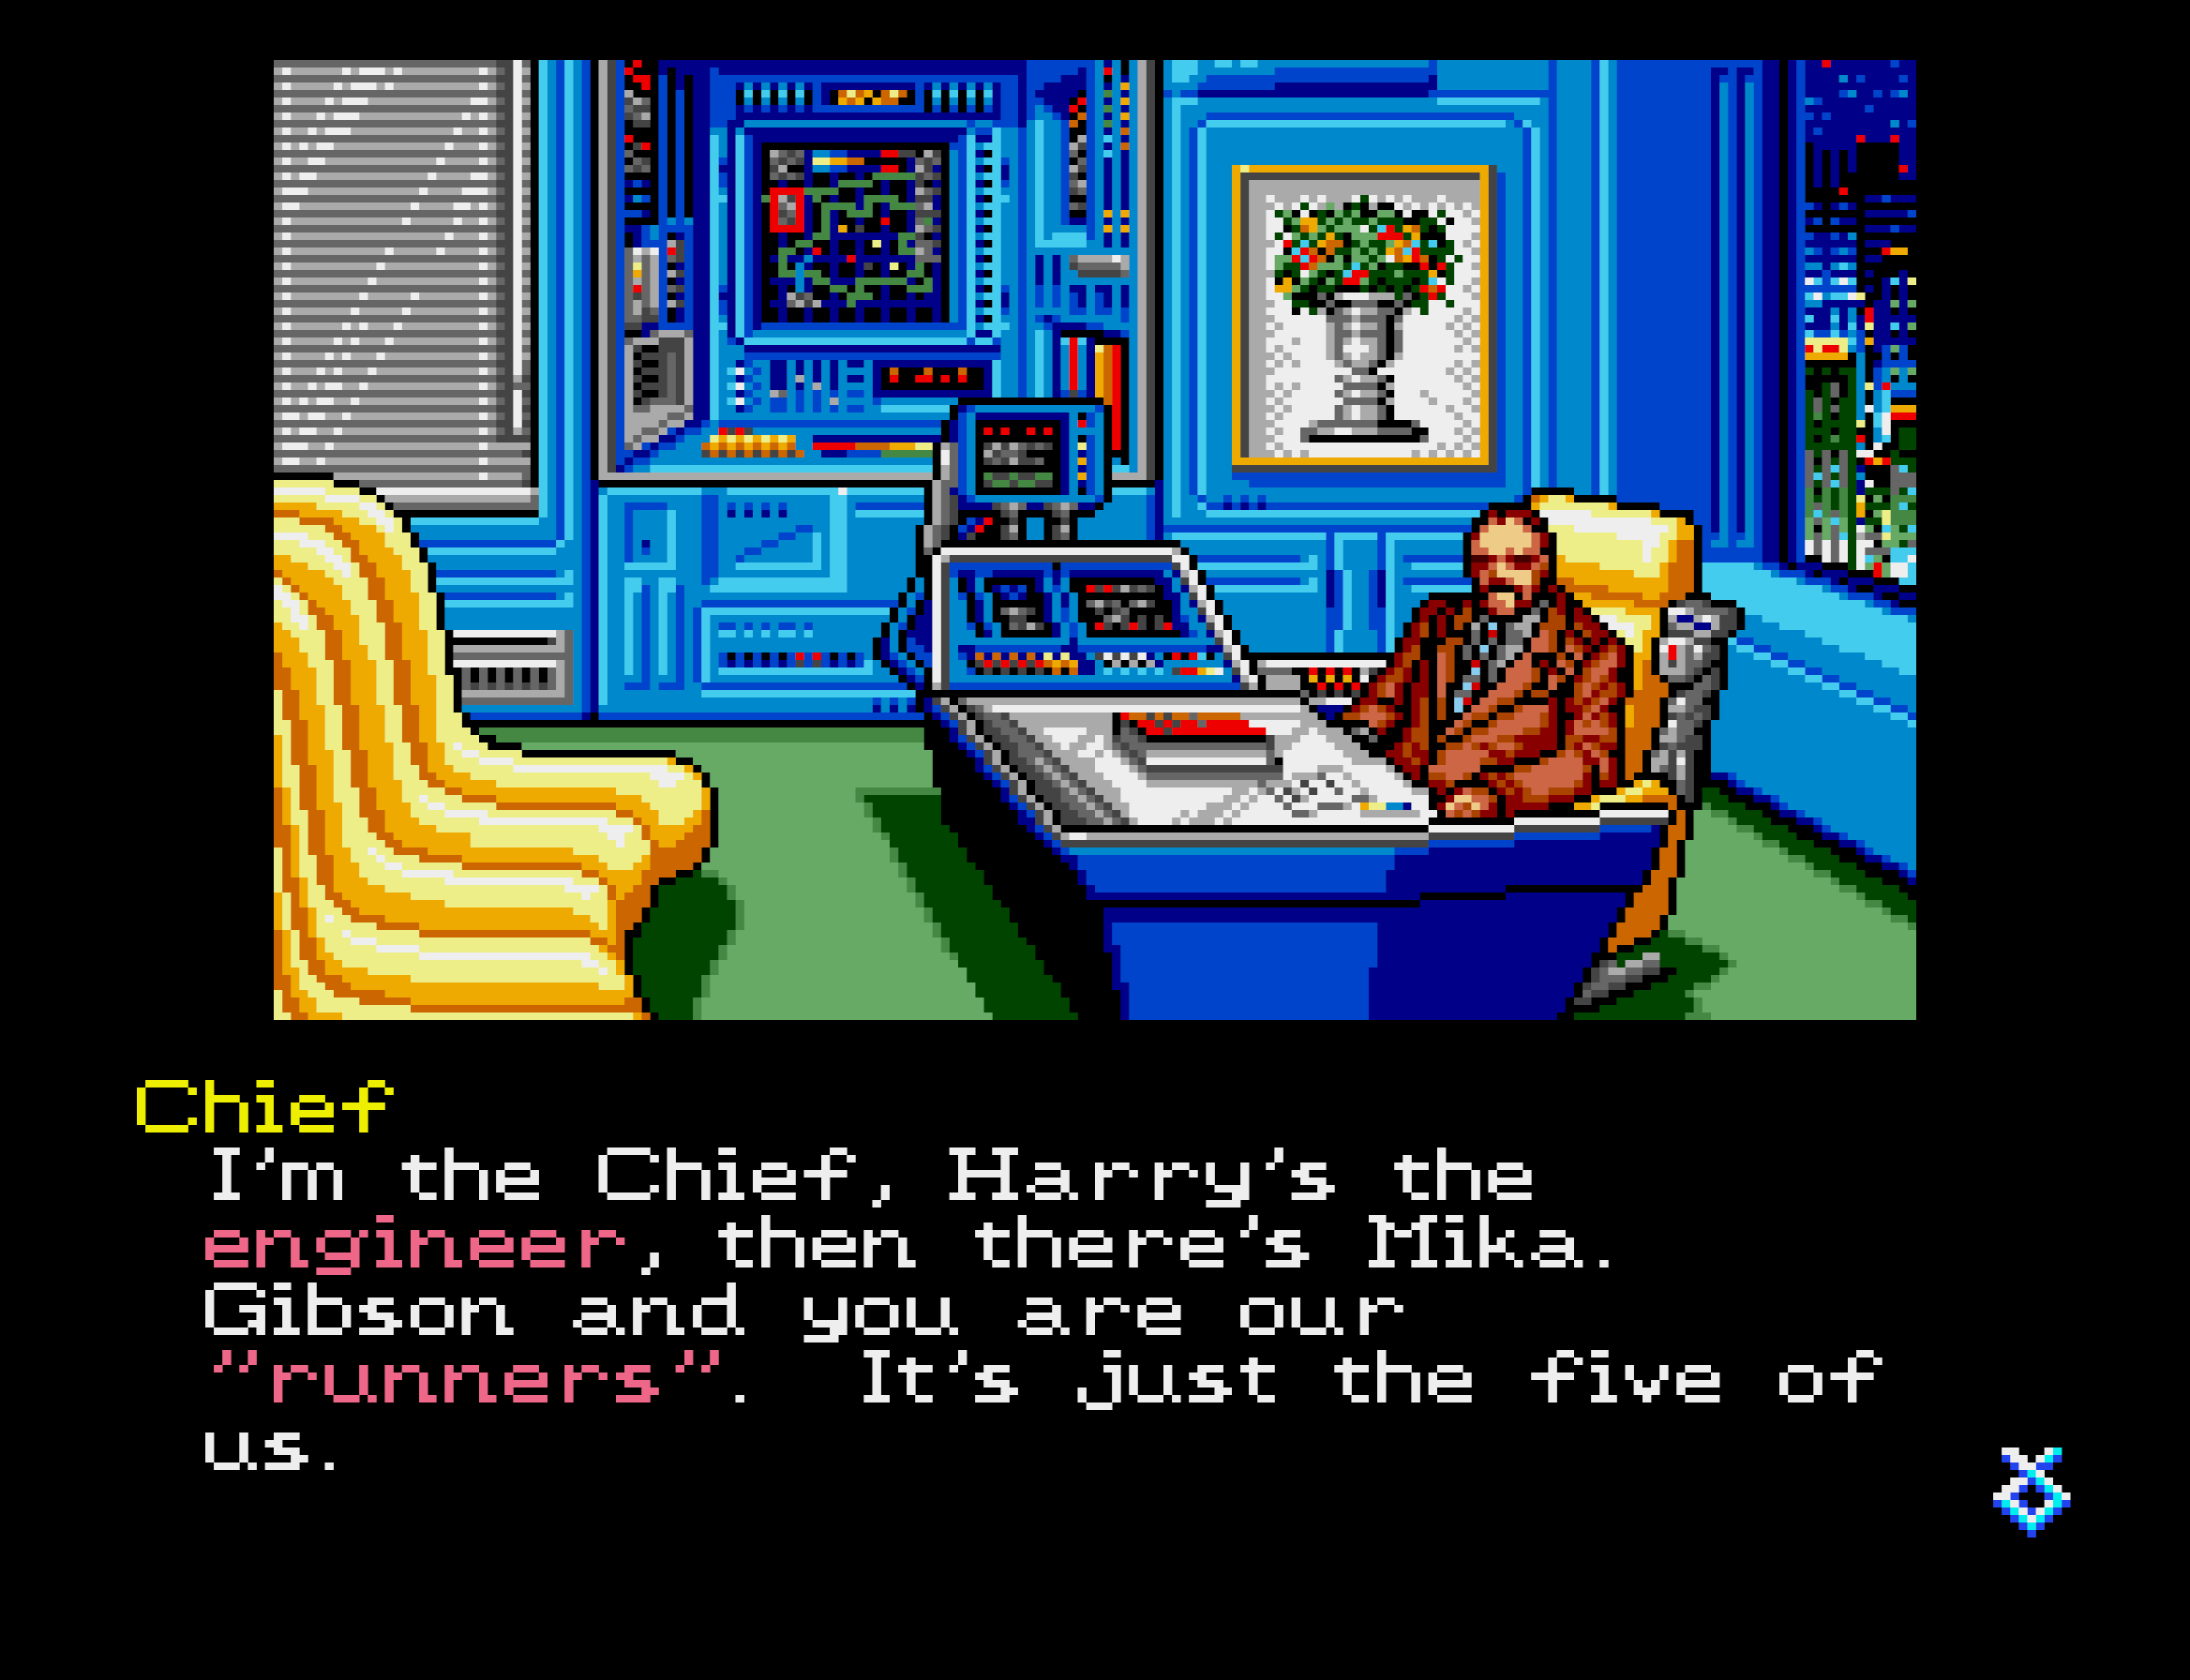 Chief
I'm the Chief, Harry's the
engineer, then there's Mika.
Gibson and you are our
"runners".  It's just the five of
us.